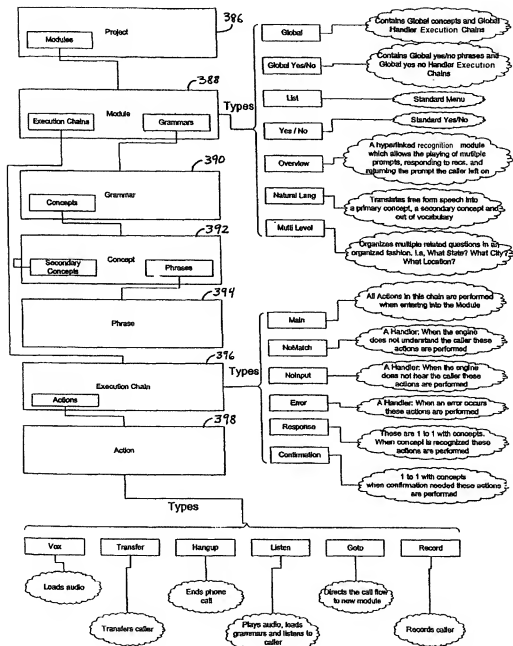 386
Modules
Project
388
Execution Chains
Module
Grammars
390
Grammar
Concepts
392
Concept
Secondary
Concepts
Phrases
394
Phrase
396
Execution Chain
Actions
398
Action
Types
Global
Contains Global concepts and Global
Handler Execution Chains
Global Yes/No
Contains Global yes/no phrases and
Global yes no Handler Execution
Chains
List
Standard Menu
Yes / No
Standard Yes/No
Overview
A hyperlinked recognition module
which allows the playing of mutiple
prompts, responding to recs. and
returning the prompt the caller left on
Natural Lang
Translates free form speech into
a primary concept, a secondary concept and
out of vocabulary
Multi Level
Organizes multiple related questions in an
organized fashion. I.e, What State? What City?
What Location?
Types
Main
All Actions in this chain are performed
when entering into the Module
NoMatch
A Handler: When the engine
does not understand the caller these
actions are performed
NoInput
A Handler: When the engine
does not hear the caller these
actions are performed
Error
A Handler: When an error occurs
these actions are performed
Response
These are 1 to 1 with concepts.
When concept is recognized these
actions are performed
Confirmation
1 to 1 with concepts
when confirmation needed these actions
are performed
Types
Vox
Transfer
Hangup
Listen
Goto
Record
Loads audio
Transfers caller
Ends phone
call
Plays audio, loads
grammars and listens to
caller
Directs the call flow
to new module
Records caller